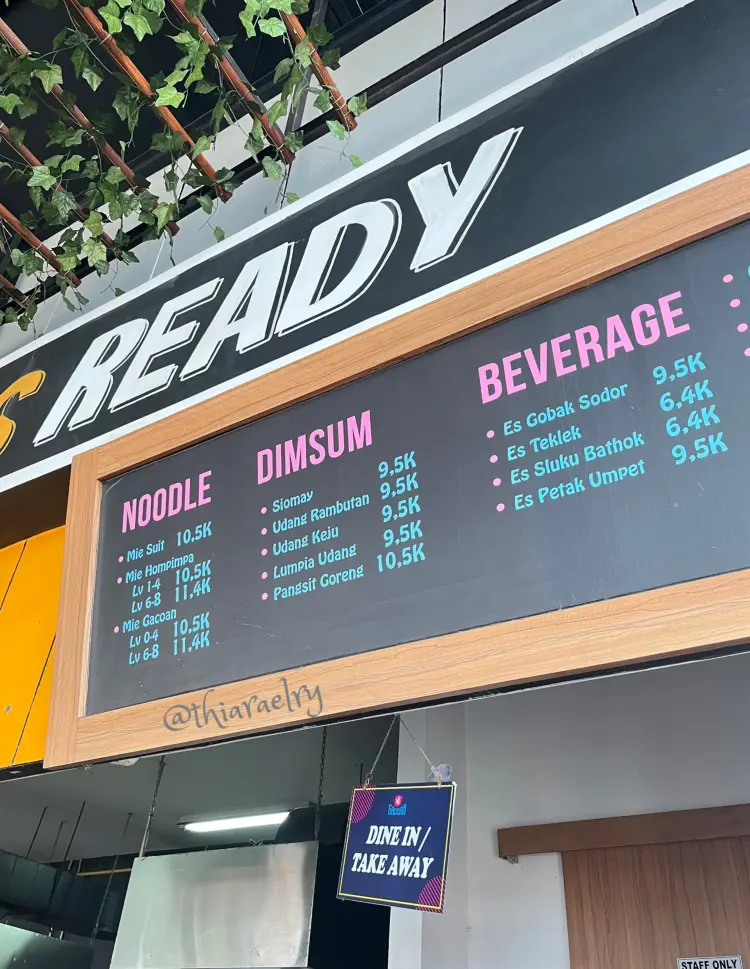 READY
NOODLE
• Mie Suit 10,5K
• Mie Hompimpa
Lv 1-4 10,5K
Lv 6-8 11,4K
• Mie Gacoan
Lv 0-4 10,5K
Lv 6-8 11,4K
DIMSUM
• Siomay 9,5K
• Udang Rambutan 9,5K
• Udang Keju 9,5K
• Lumpia Udang 9,5K
• Pangsit Goreng 10,5K
BEVERAGE
• Es Gobak Sodor 9,5K
• Es Teklek 6,4K
• Es Sluku Bathok 6,4K
• Es Petak Umpet 9,5K
@thiaraelry
GACOAN
DINE IN /
TAKE AWAY
STAFF ONLY